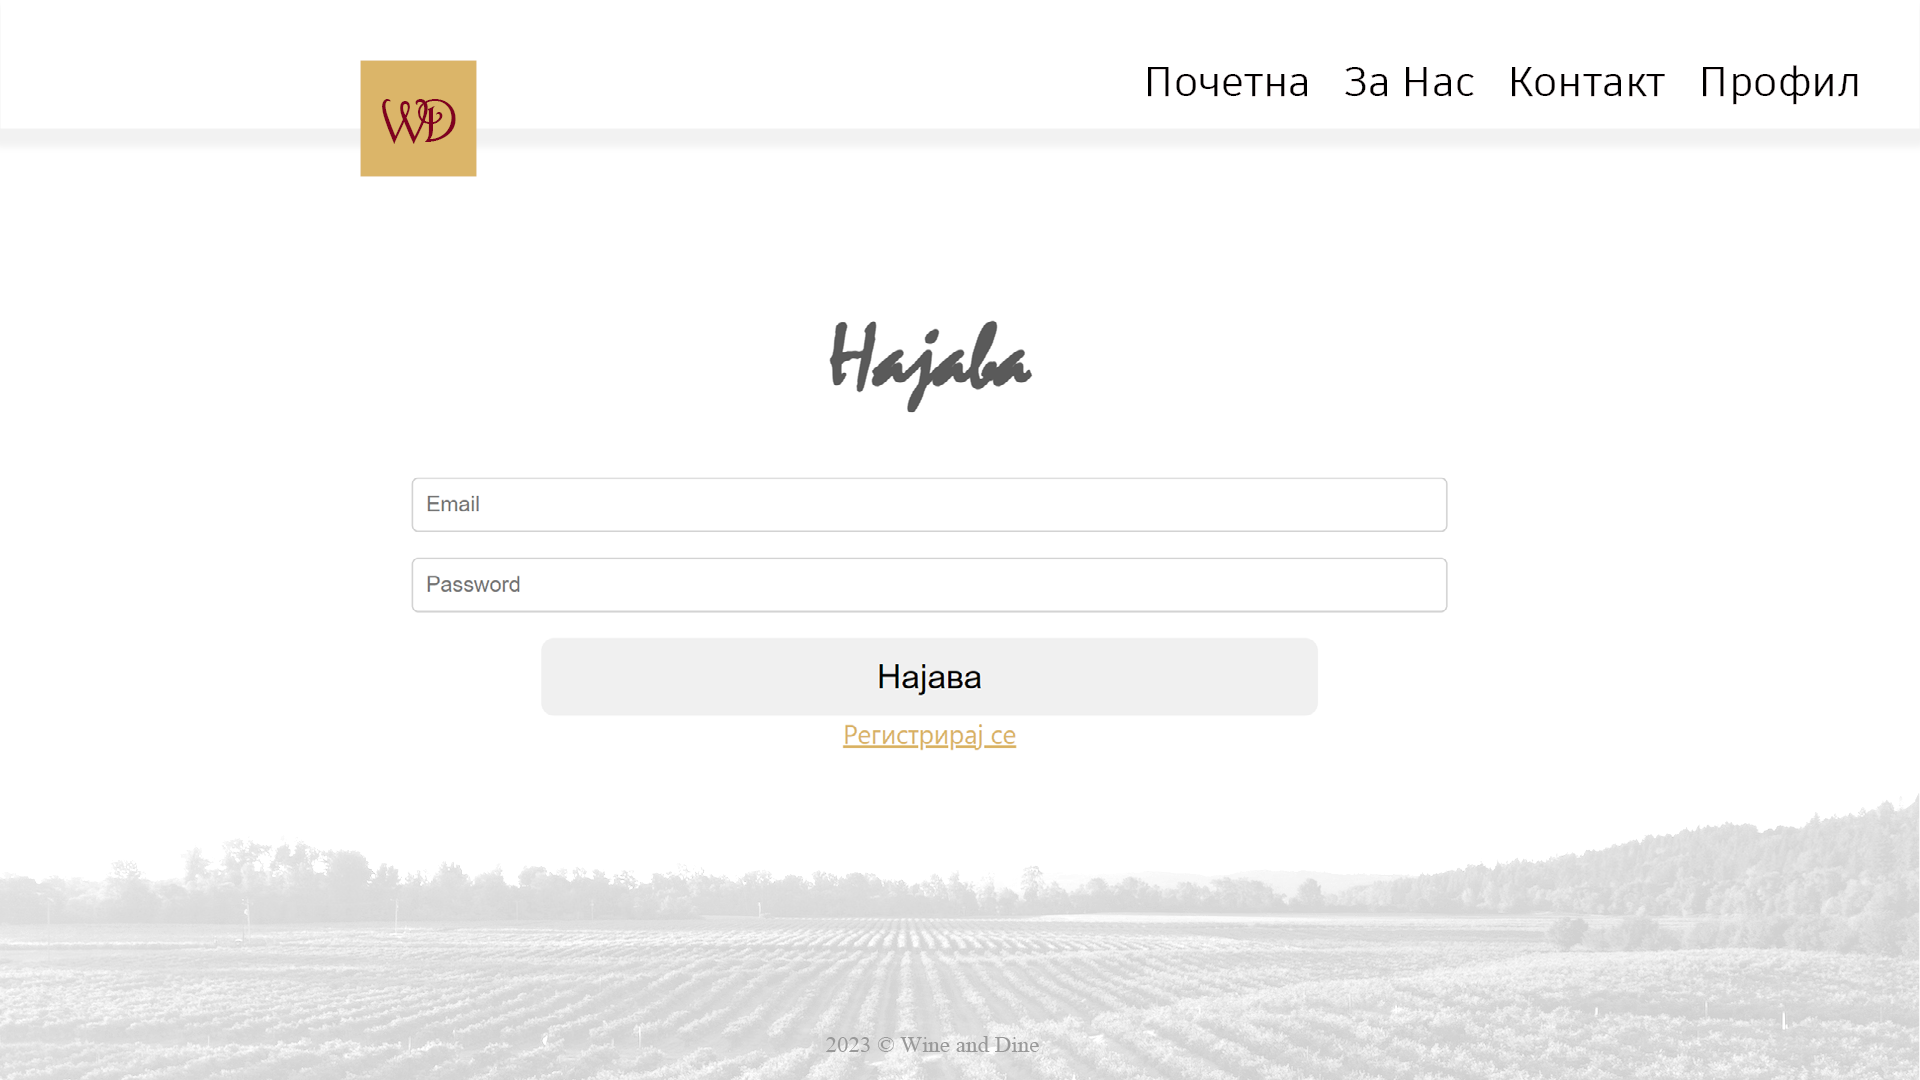 WD
Почетна За Нас Контакт Профил
Најава
Email
Password
Најава
Регистрирај се
2023 © Wine and Dine